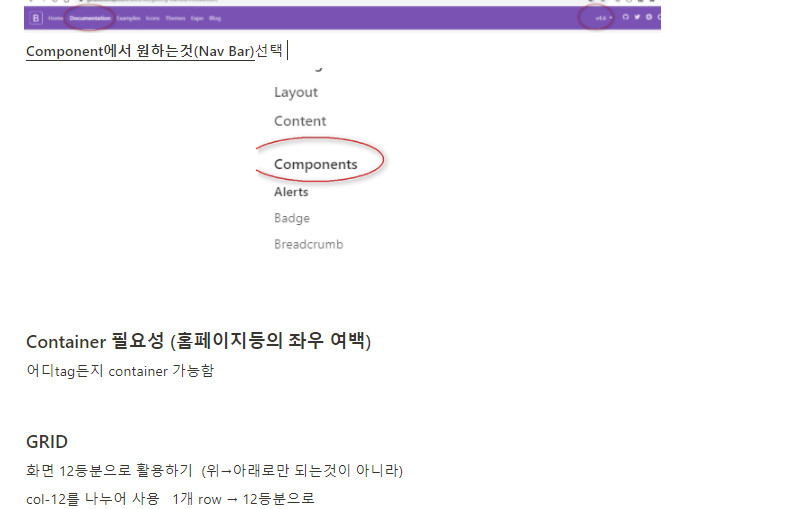 B Home Documentation Examples Icons Themes Expo Blog v4.6
Component에서 원하는것(Nav Bar)선택
Layout
Content
Components
Alerts
Badge
Breadcrumb
Container 필요성 (홈페이지등의 좌우 여백)
어디tag든지 container 가능함
GRID
화면 12등분으로 활용하기 (위→아래로만 되는것이 아니라)
col-12를 나누어 사용 1개 row → 12등분으로